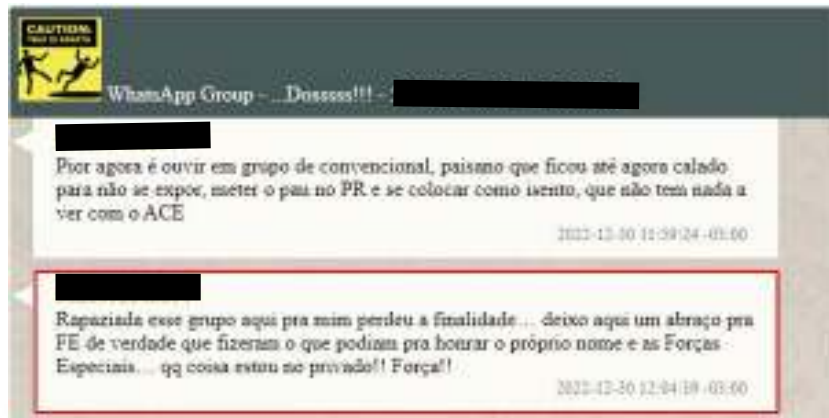 CAUTION:
WhatsApp Group - ...Dosssss!!! -
Pior agora é ouvir em grupo de convencional, paisano que ficou até agora calado
para não se expor, meter o pau no PR e se colocar como isento, que não tem nada a
ver com o ACE
2022-12-30 11:59:24 -03:00
Rapaziada esse grupo aqui pra mim perdeu a finalidade… deixo aqui um abraço pra
FE de verdade que fizeram o que podiam pra honrar o próprio nome e as Forças
Especiais… qq coisa estou no privado!! Força!!
2022-12-30 12:04:39 -03:00